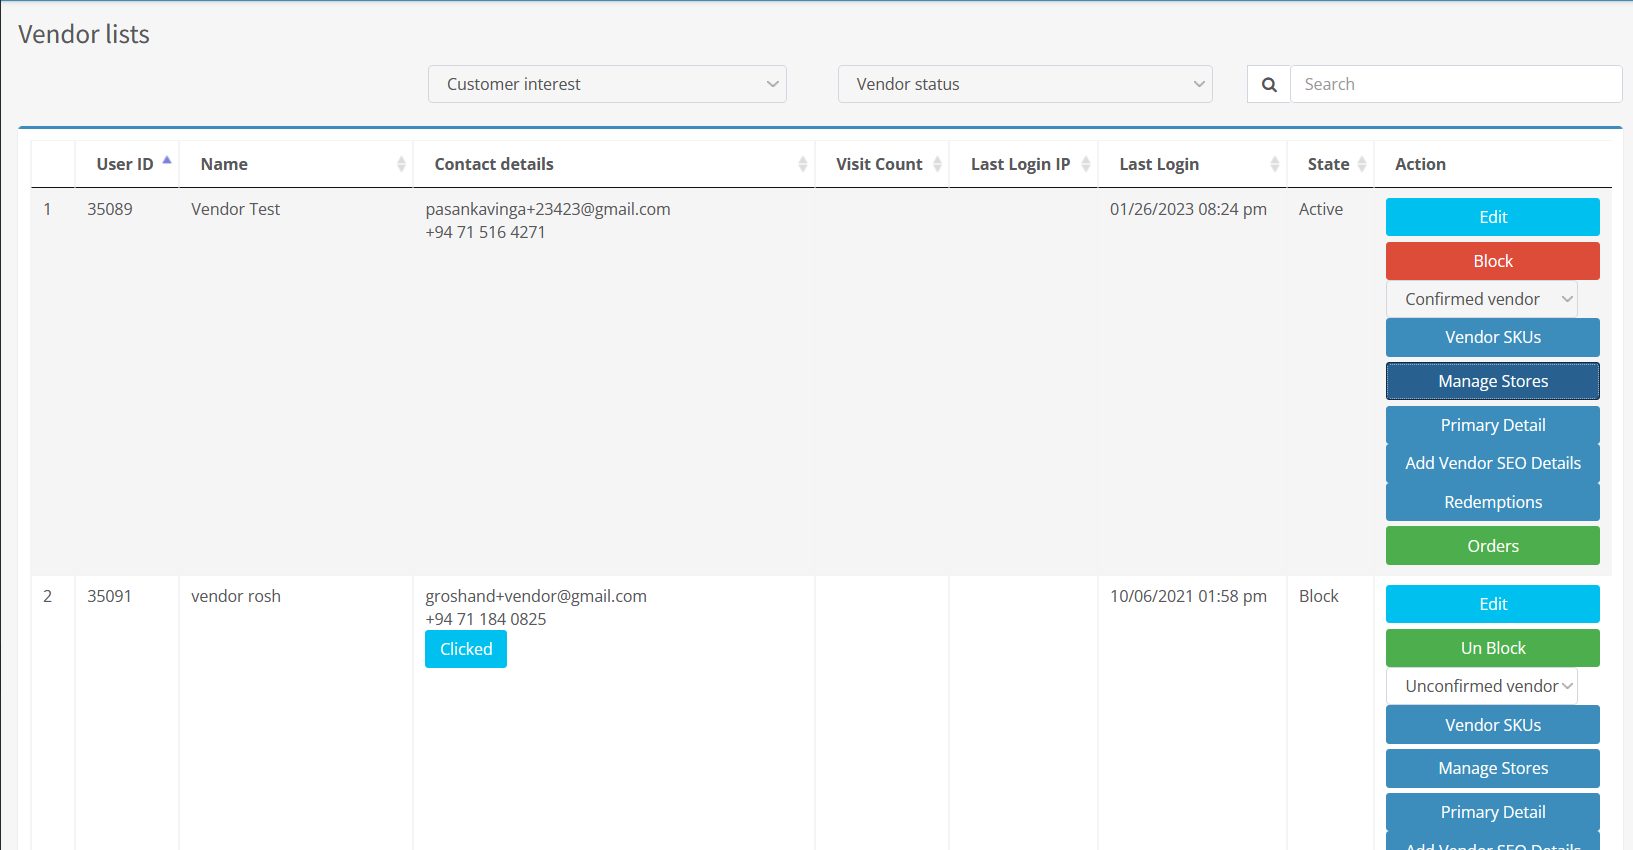 Vendor lists
Customer interest
Vendor status
Search
User ID Name Contact details Visit Count Last Login IP Last Login State Action
1 35089 Vendor Test pasankavinga+23423@gmail.com 01/26/2023 08:24 pm Active Edit
+94 71 516 4271
Block
Confirmed vendor
Vendor SKUs
Manage Stores
Primary Detail
Add Vendor SEO Details
Redemptions
Orders
2 35091 vendor rosh groshand+vendor@gmail.com 10/06/2021 01:58 pm Block Edit
+94 71 184 0825
Clicked
Un Block
Unconfirmed vendor
Vendor SKUs
Manage Stores
Primary Detail
Add Vendor SEO Details